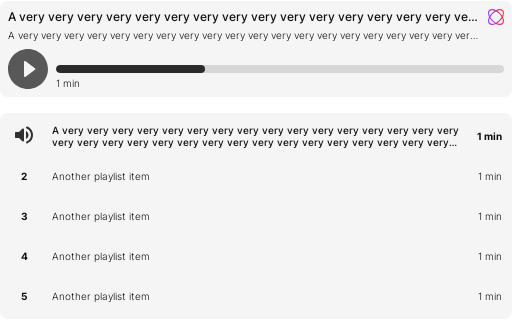 A very very very very very very very very very very very very very very very ve...
A very very very very very very very very very very very very very very very very very very ver...
1 min
A very very very very very very very very very very very very very very very very
very very very very very very very very very very very very very very very very...
1 min
2 Another playlist item 1 min
3 Another playlist item 1 min
4 Another playlist item 1 min
5 Another playlist item 1 min